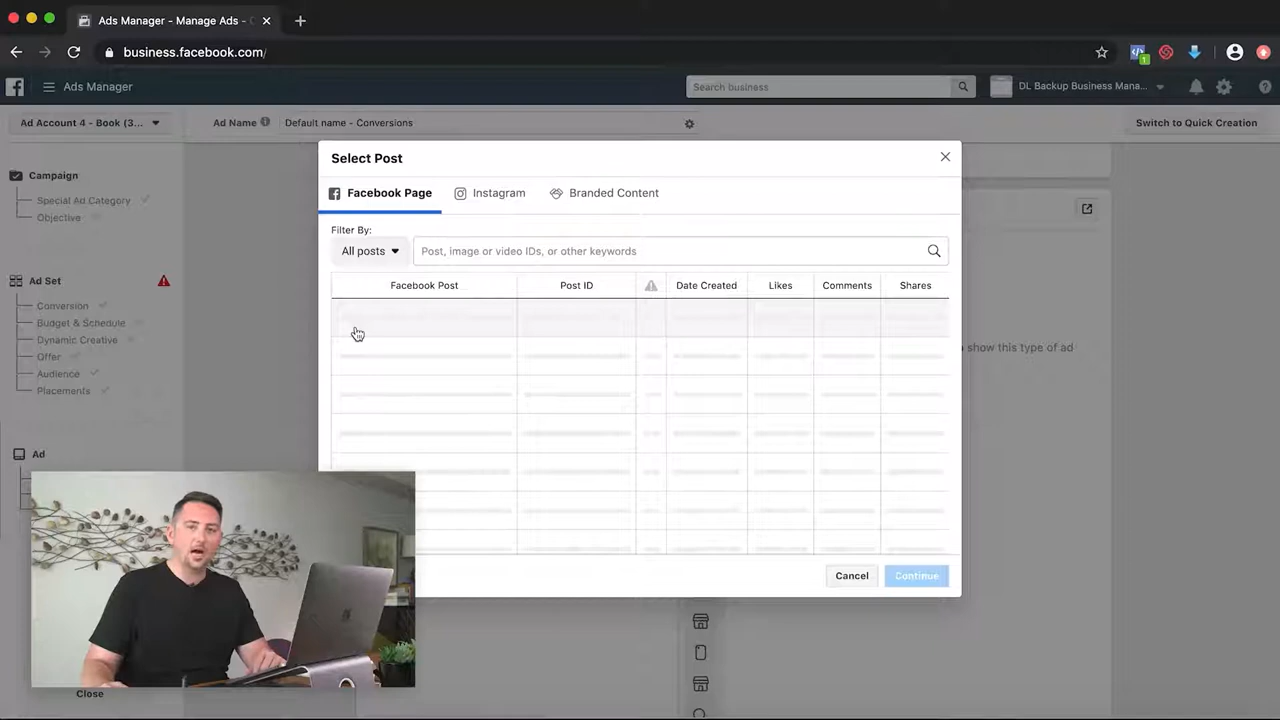 Ads Manager - Manage Ads -
business.facebook.com/
1
Ads Manager
Search business
DL Backup Business Mana...
Ad Account 4 - Book (3...
Ad Name
Default name - Conversions
Switch to Quick Creation
Campaign
Special Ad Category
Objective
Ad Set
Conversion
Budget & Schedule
Dynamic Creative
Offer
Audience
Placements
Ad
Close
Select Post
Facebook Page
Instagram
Branded Content
Filter By:
All posts
Post, image or video IDs, or other keywords
Facebook Post
Post ID
Date Created
Likes
Comments
Shares
show this type of ad
Cancel
Continue